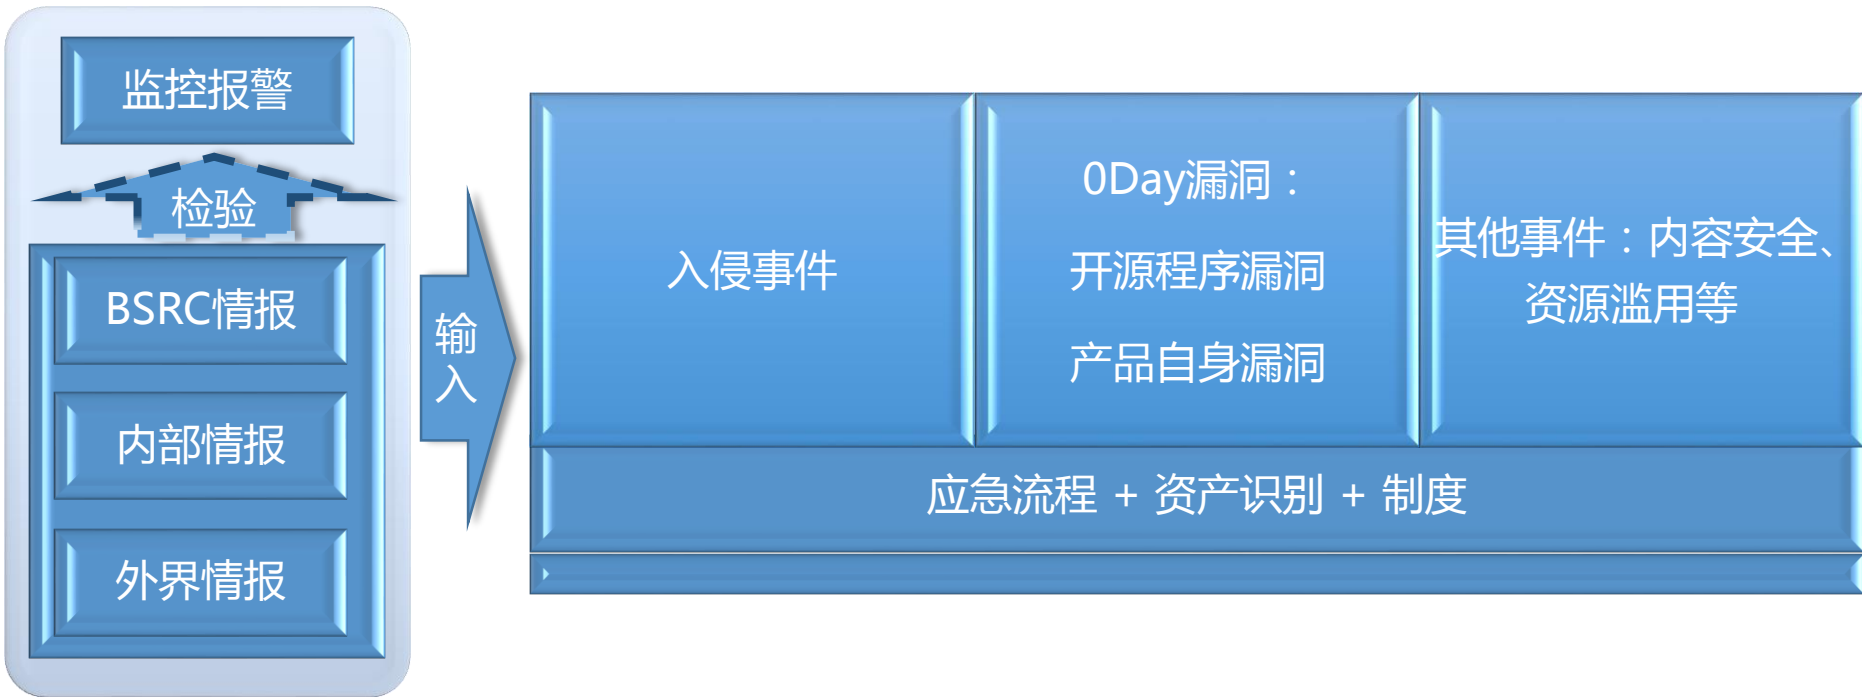 监控报警
检验
BSRC情报
内部情报
外界情报
输
入
入侵事件
0Day漏洞：
开源程序漏洞
产品自身漏洞
其他事件：内容安全、
资源滥用等
应急流程 + 资产识别 + 制度